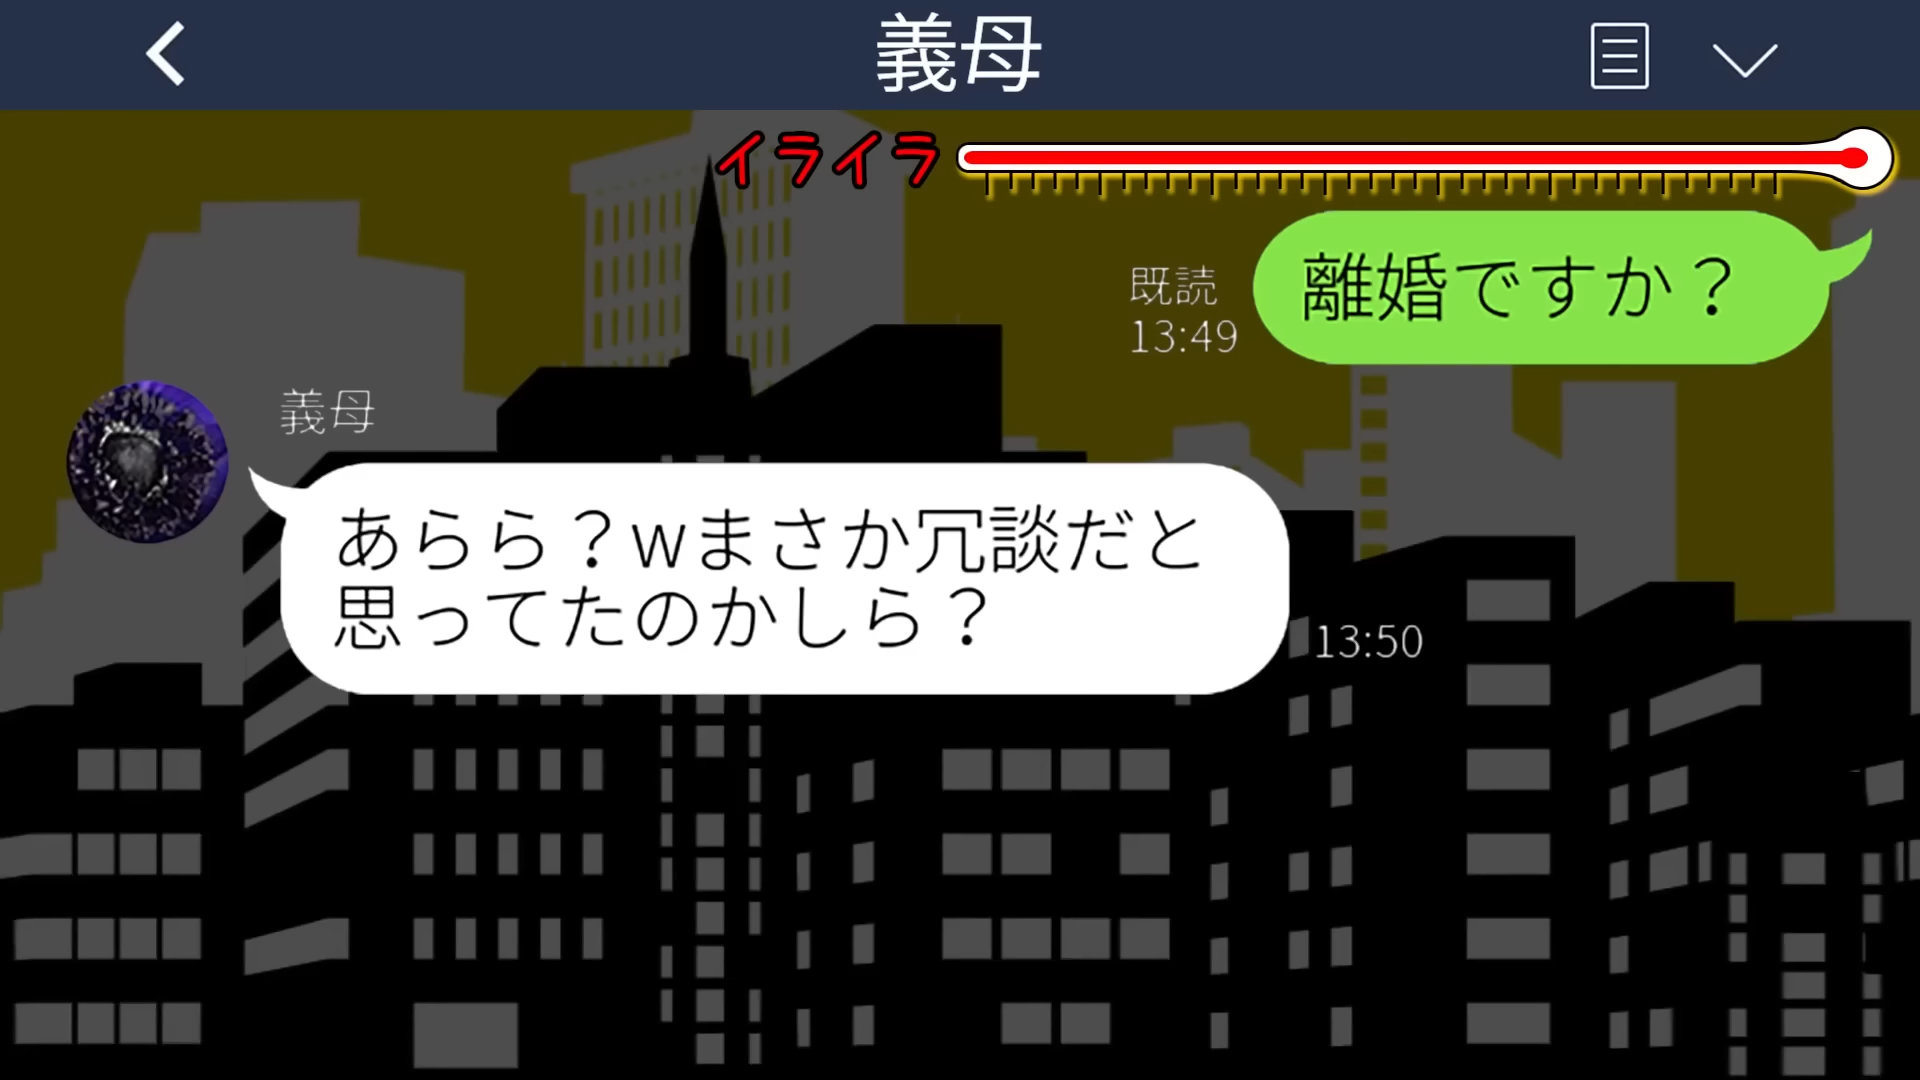 義母
イライラ
離婚ですか？
既読
13:49
義母
あらら？wまさか冗談だと
思ってたのかしら？
13:50